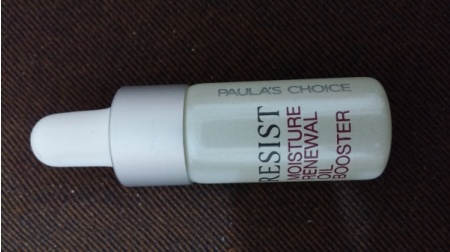 PAULA'S CHOICE
RESIST
MOISTURE
RENEWAL
OIL
BOOSTER